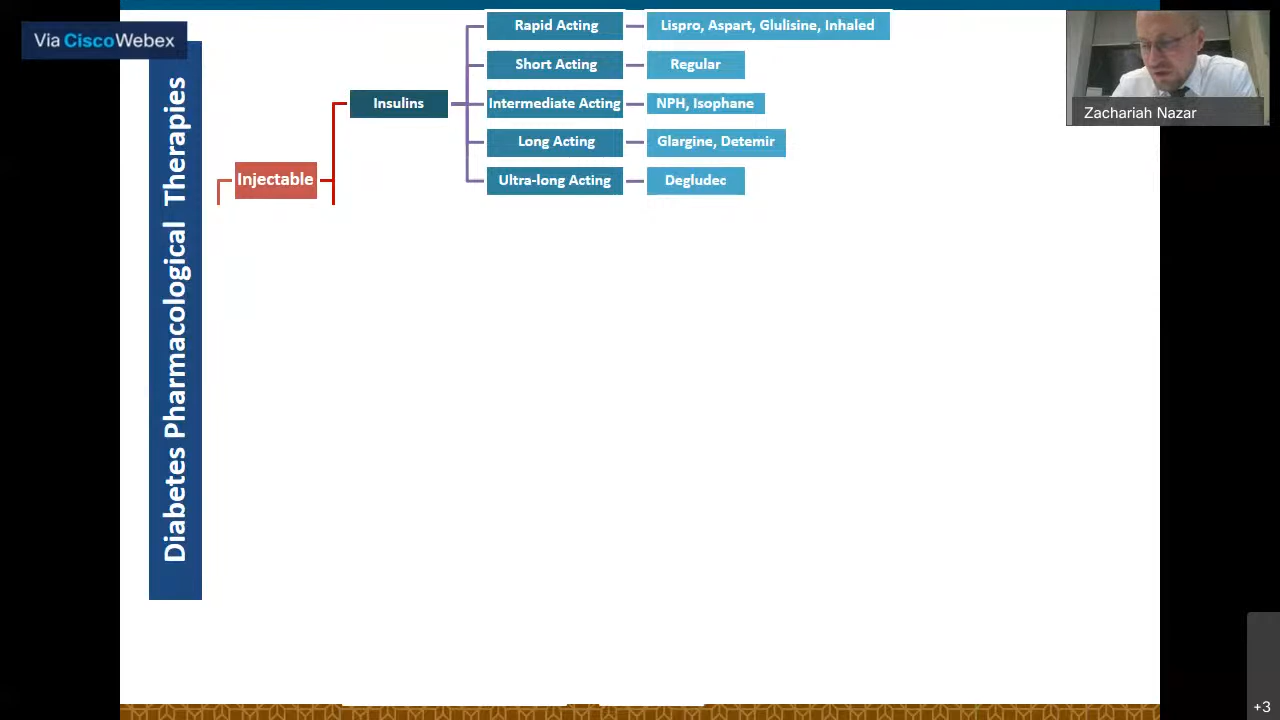 Via CiscoWebex
Diabetes Pharmacological Therapies
Injectable
Insulins
Rapid Acting
Lispro, Aspart, Glulisine, Inhaled
Short Acting
Regular
Intermediate Acting
NPH, Isophane
Long Acting
Glargine, Detemir
Ultra-long Acting
Degludec
Zachariah Nazar
+3